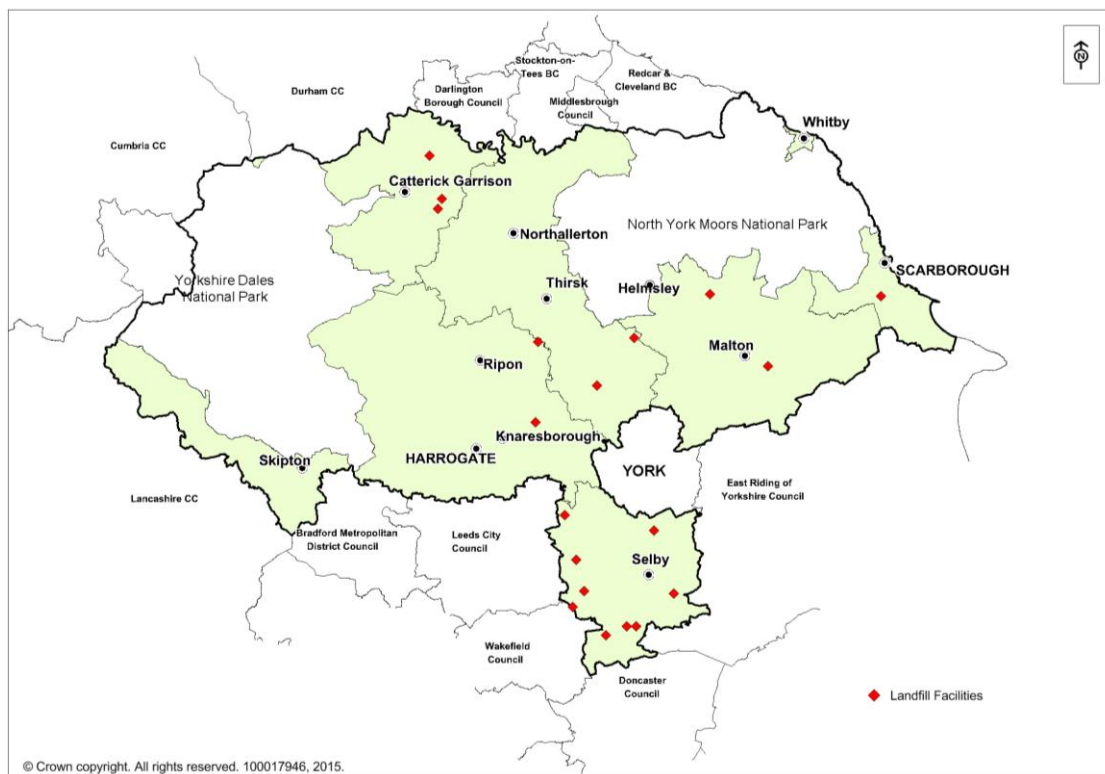 N
Stockton-on-
Tees BC
Redcar &
Cleveland BC
Durham CC
Darlington
Borough Council
Middlesbrough
Council
Whitby
Cumbria CC
Catterick Garrison
North York Moors National Park
Northallerton
SCARBOROUGH
Yorkshire Dales
National Park
Thirsk
Helmsley
Malton
Ripon
Knaresborough
HARROGATE
Skipton
YORK
East Riding of
Yorkshire Council
Lancashire CC
Bradford Metropolitan
District Council
Leeds City
Council
Selby
Wakefield
Council
Doncaster
Council
Landfill Facilities
© Crown copyright. All rights reserved. 100017946, 2015.